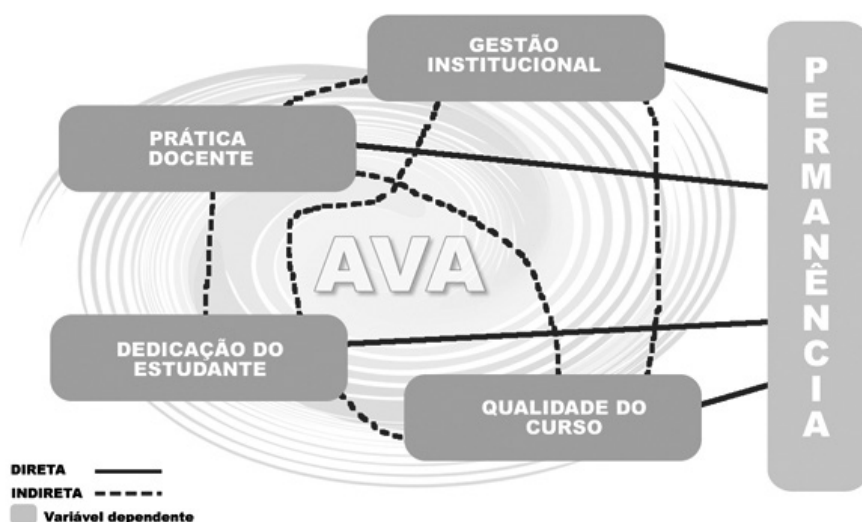 GESTÃO
INSTITUCIONAL
PRÁTICA
DOCENTE
AVA
DEDICAÇÃO DO
ESTUDANTE
QUALIDADE DO
CURSO
PERMANÊNCIA
DIRETA
INDIRETA
Variável dependente